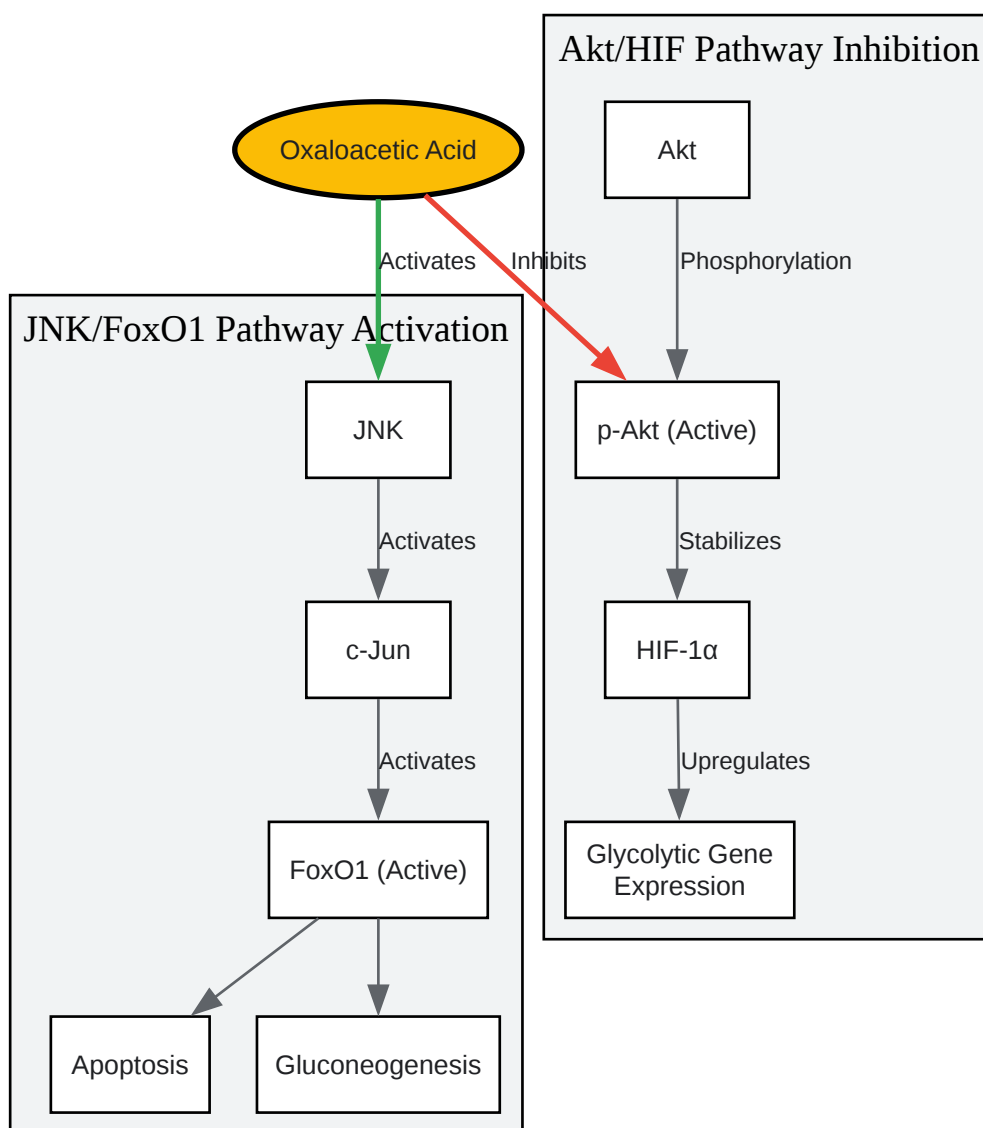 Akt/HIF Pathway Inhibition
Oxaloacetic Acid
Akt
Activates
Inhibits
Phosphorylation
JNK/FoxO1 Pathway Activation
JNK
p-Akt (Active)
Activates
Stabilizes
c-Jun
HIF-1α
Activates
Upregulates
FoxO1 (Active)
Glycolytic Gene
Expression
Apoptosis
Gluconeogenesis